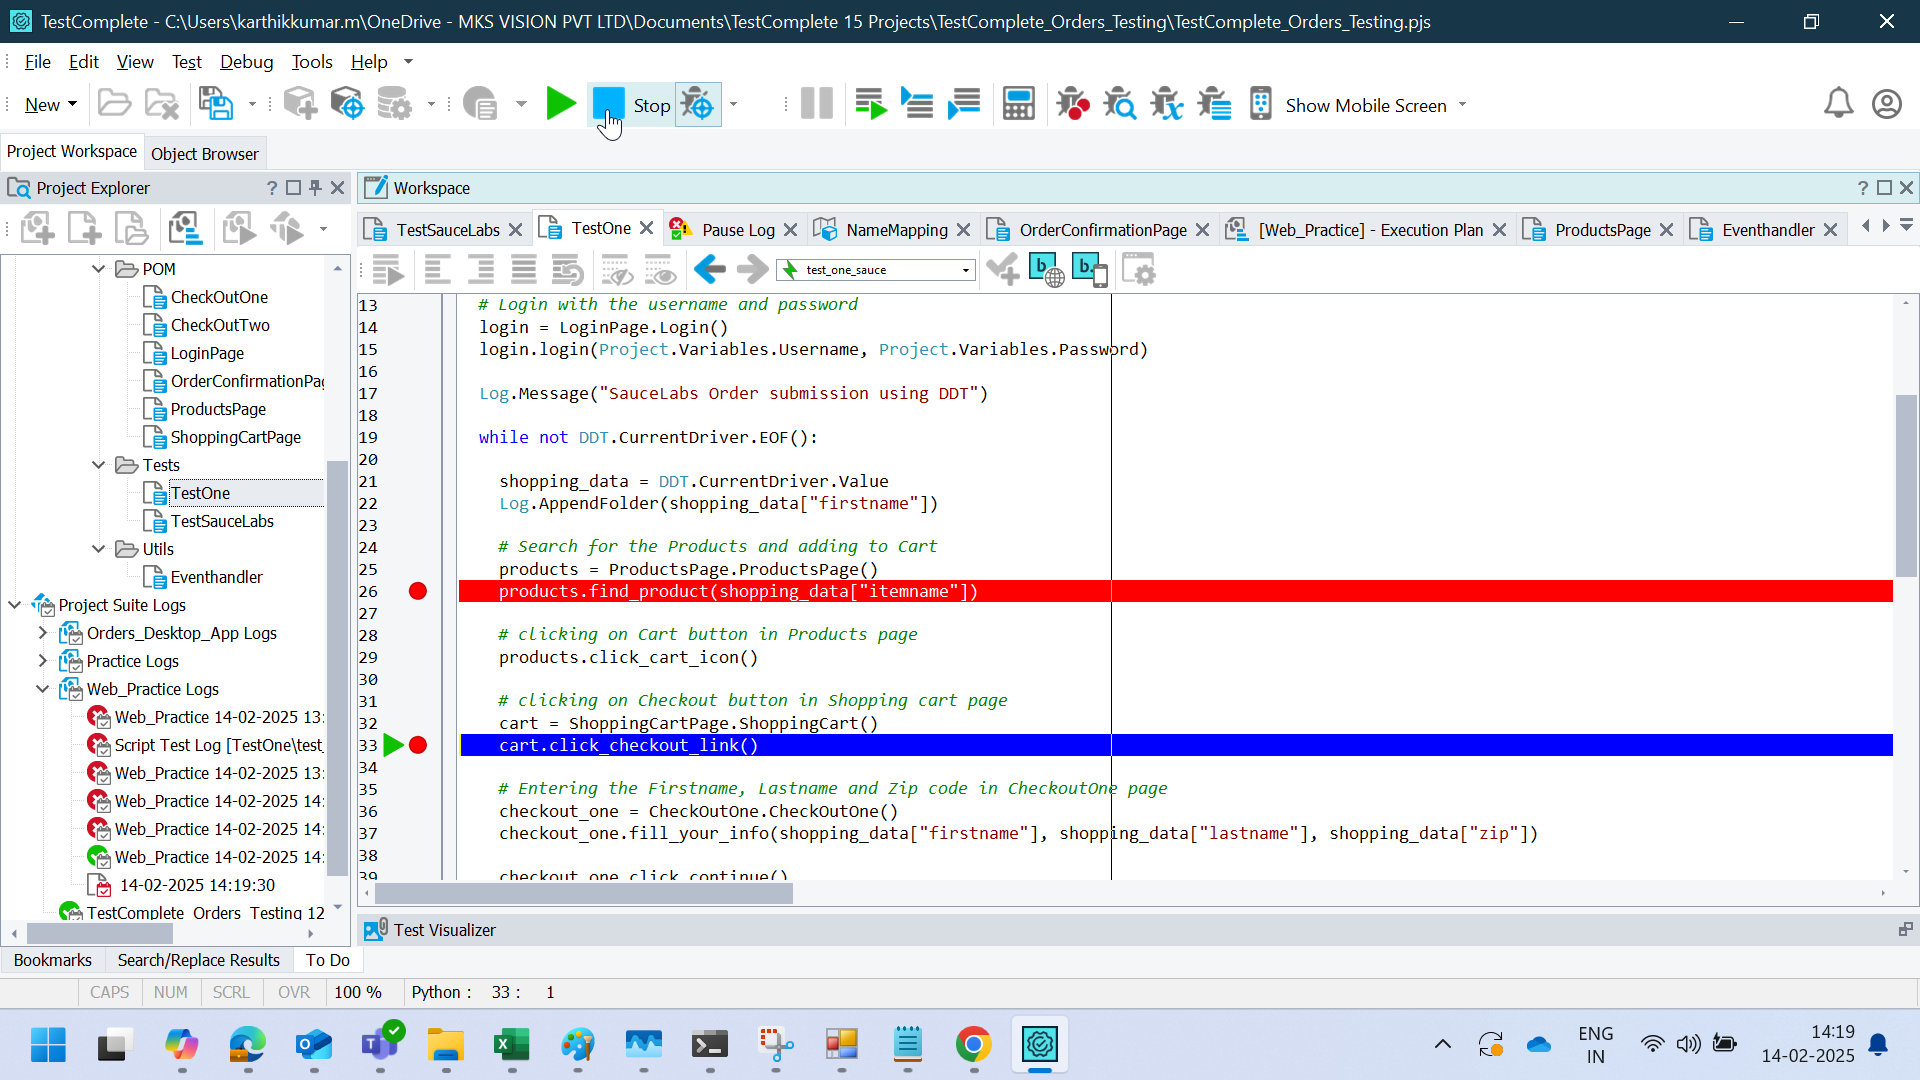 TestComplete - C:\Users\karthikkumar.m\OneDrive - MKS VISION PVT LTD\Documents\TestComplete 15 Projects\TestComplete_Orders_Testing\TestComplete_Orders_Testing.pjs
File Edit View Test Debug Tools Help
New Stop Show Mobile Screen
Project Workspace Object Browser
Project Explorer ?
Workspace ?
TestSauceLabs TestOne Pause Log NameMapping OrderConfirmationPage [Web_Practice] - Execution Plan ProductsPage Eventhandler
test_one_sauce
POM
CheckOutOne
CheckOutTwo
LoginPage
OrderConfirmationPag
ProductsPage
ShoppingCartPage
Tests
TestOne
TestSauceLabs
Utils
Eventhandler
Project Suite Logs
Orders_Desktop_App Logs
Practice Logs
Web_Practice Logs
Web_Practice 14-02-2025 13:
Script Test Log [TestOne\test_
Web_Practice 14-02-2025 13:
Web_Practice 14-02-2025 14:
Web_Practice 14-02-2025 14:
Web_Practice 14-02-2025 14:
14-02-2025 14:19:30
TestComplete_Orders_Testing 12
13 # Login with the username and password
14 login = LoginPage.Login()
15 login.login(Project.Variables.Username, Project.Variables.Password)
16
17 Log.Message("SauceLabs Order submission using DDT")
18
19 while not DDT.CurrentDriver.EOF():
20
21 shopping_data = DDT.CurrentDriver.Value
22 Log.AppendFolder(shopping_data["firstname"])
23
24 # Search for the Products and adding to Cart
25 products = ProductsPage.ProductsPage()
26 products.find_product(shopping_data["itemname"])
27
28 # clicking on Cart button in Products page
29 products.click_cart_icon()
30
31 # clicking on Checkout button in Shopping cart page
32 cart = ShoppingCartPage.ShoppingCart()
33 cart.click_checkout_link()
34
35 # Entering the Firstname, Lastname and Zip code in CheckoutOne page
36 checkout_one = CheckOutOne.CheckOutOne()
37 checkout_one.fill_your_info(shopping_data["firstname"], shopping_data["lastname"], shopping_data["zip"])
38
39 checkout_one.click_continue()
Test Visualizer
Bookmarks Search/Replace Results To Do
CAPS NUM SCRL OVR 100 % Python : 33 : 1
ENG
IN
14:19
14-02-2025